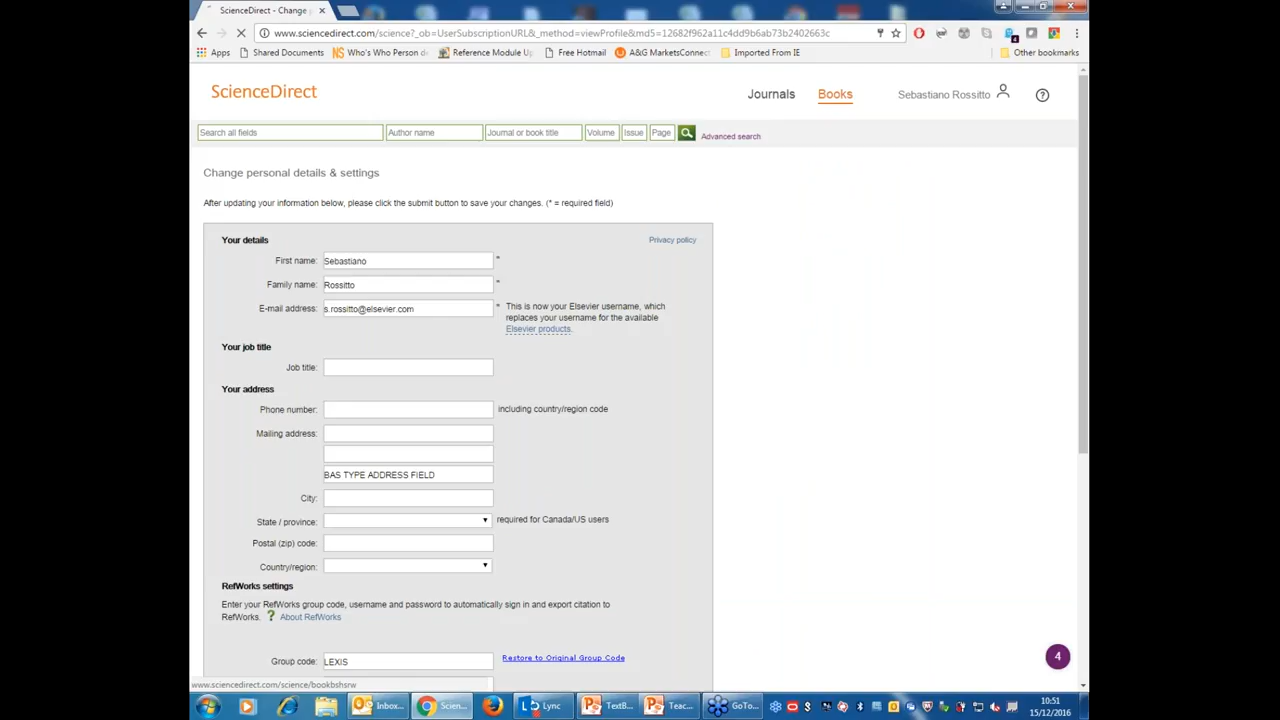 ScienceDirect - Change p
www.sciencedirect.com/science?_ob=UserSubscriptionURL&_method=viewProfile&md5=12682f962a11c4dd9b6ab73b2402663c
Apps Shared Documents Who's Who Person de Reference Module Up Free Hotmail A&G MarketsConnect Imported From IE Other bookmarks
ScienceDirect
Journals Books Sebastiano Rossitto
Search all fields Author name Journal or book title Volume Issue Page Advanced search
Change personal details & settings
After updating your information below, please click the submit button to save your changes. (* = required field)
Your details Privacy policy
First name: Sebastiano *
Family name: Rossitto *
E-mail address: s.rossitto@elsevier.com * This is now your Elsevier username, which
replaces your username for the available
Elsevier products.
Your job title
Job title:
Your address
Phone number: including country/region code
Mailing address:
BAS TYPE ADDRESS FIELD
City:
State / province: required for Canada/US users
Postal (zip) code:
Country/region:
RefWorks settings
Enter your RefWorks group code, username and password to automatically sign in and export citation to
RefWorks. ? About RefWorks
Group code: LEXIS Restore to Original Group Code
4
www.sciencedirect.com/science/bookbshsrw
Inbox... Scien... Lync TextB... Teac... GoTo...
10:51
15/12/2016